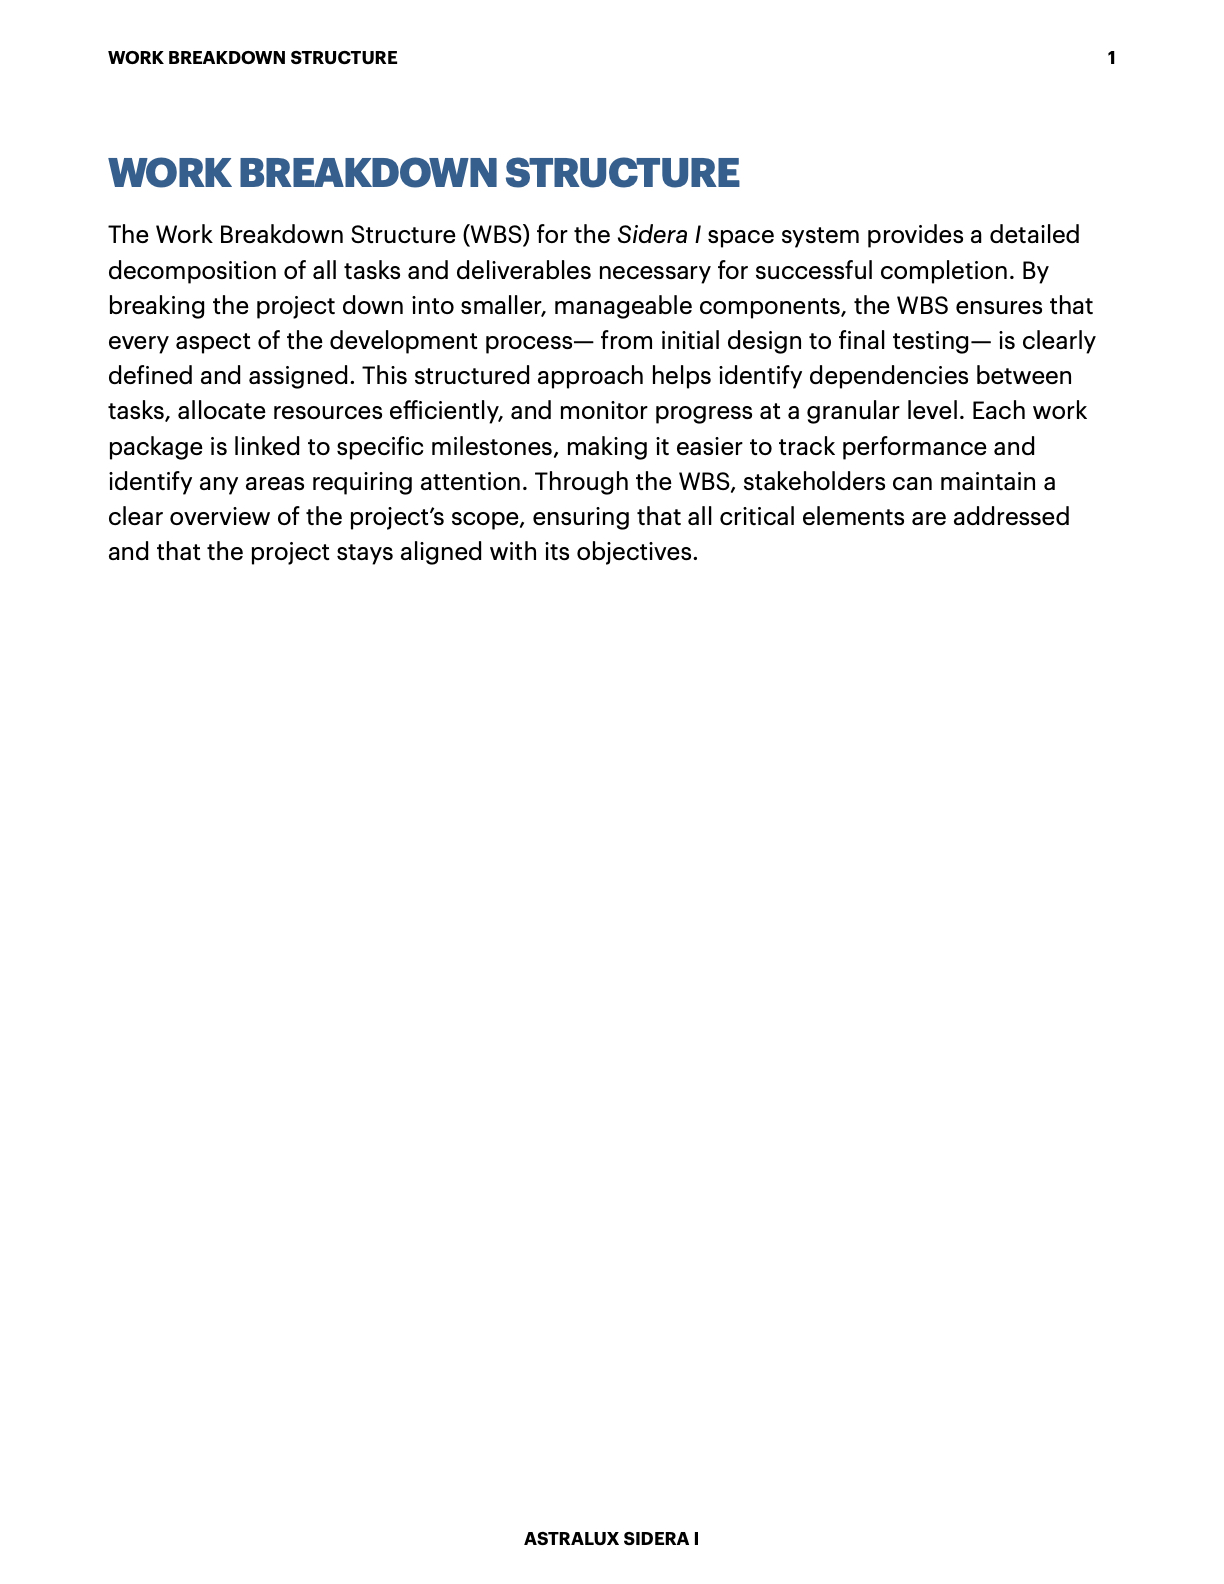 WORK BREAKDOWN STRUCTURE 1
WORK BREAKDOWN STRUCTURE
The Work Breakdown Structure (WBS) for the Sidera I space system provides a detailed
decomposition of all tasks and deliverables necessary for successful completion. By
breaking the project down into smaller, manageable components, the WBS ensures that
every aspect of the development process— from initial design to final testing— is clearly
defined and assigned. This structured approach helps identify dependencies between
tasks, allocate resources efficiently, and monitor progress at a granular level. Each work
package is linked to specific milestones, making it easier to track performance and
identify any areas requiring attention. Through the WBS, stakeholders can maintain a
clear overview of the project’s scope, ensuring that all critical elements are addressed
and that the project stays aligned with its objectives.
ASTRALUX SIDERA I